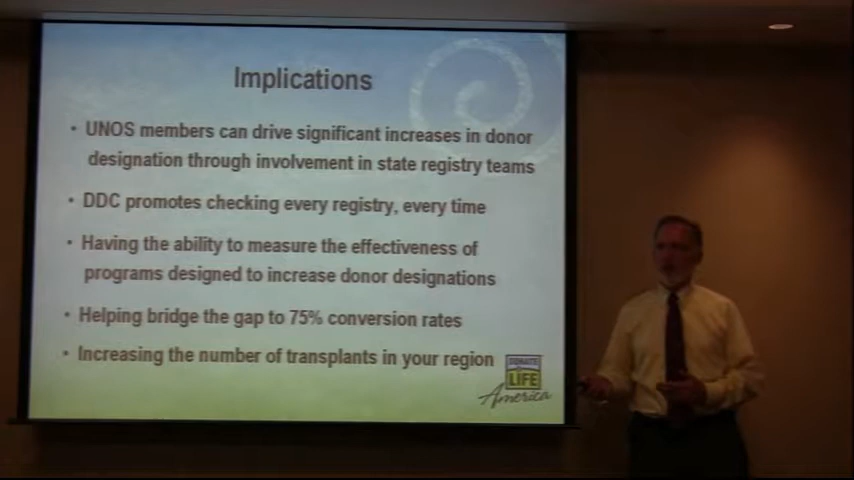 Implications
• UNOS members can drive significant increases in donor
designation through involvement in state registry teams
• DDC promotes checking every registry, every time
• Having the ability to measure the effectiveness of
programs designed to increase donor designations
• Helping bridge the gap to 75% conversion rates
• Increasing the number of transplants in your region
DONATE
LiFE
America